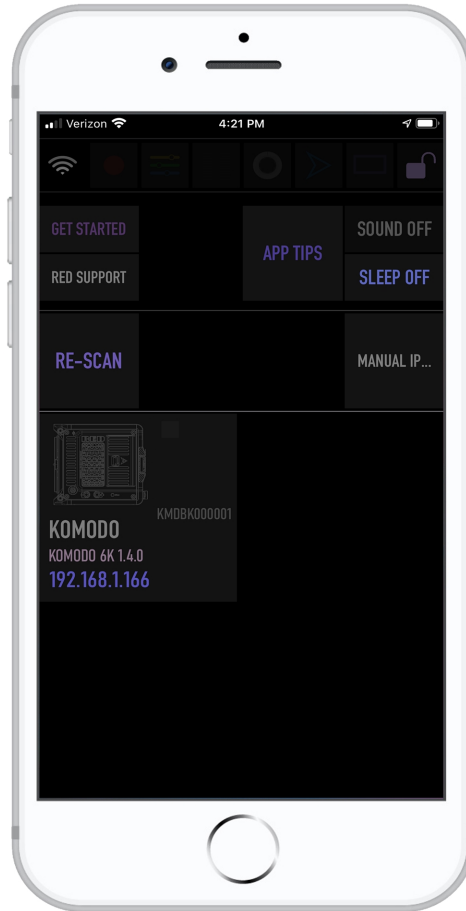 Verizon 4:21 PM
GET STARTED
APP TIPS
SOUND OFF
RED SUPPORT
SLEEP OFF
RE-SCAN
MANUAL IP...
KMDBK000001
KOMODO
KOMODO 6K 1.4.0
192.168.1.166